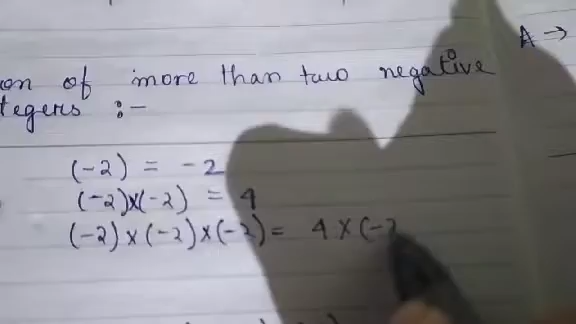 on of more than two negative A →
tegers :-
(-2) = -2
(-2)×(-2) = 4
(-2)×(-2)×(-2) = 4×(-2